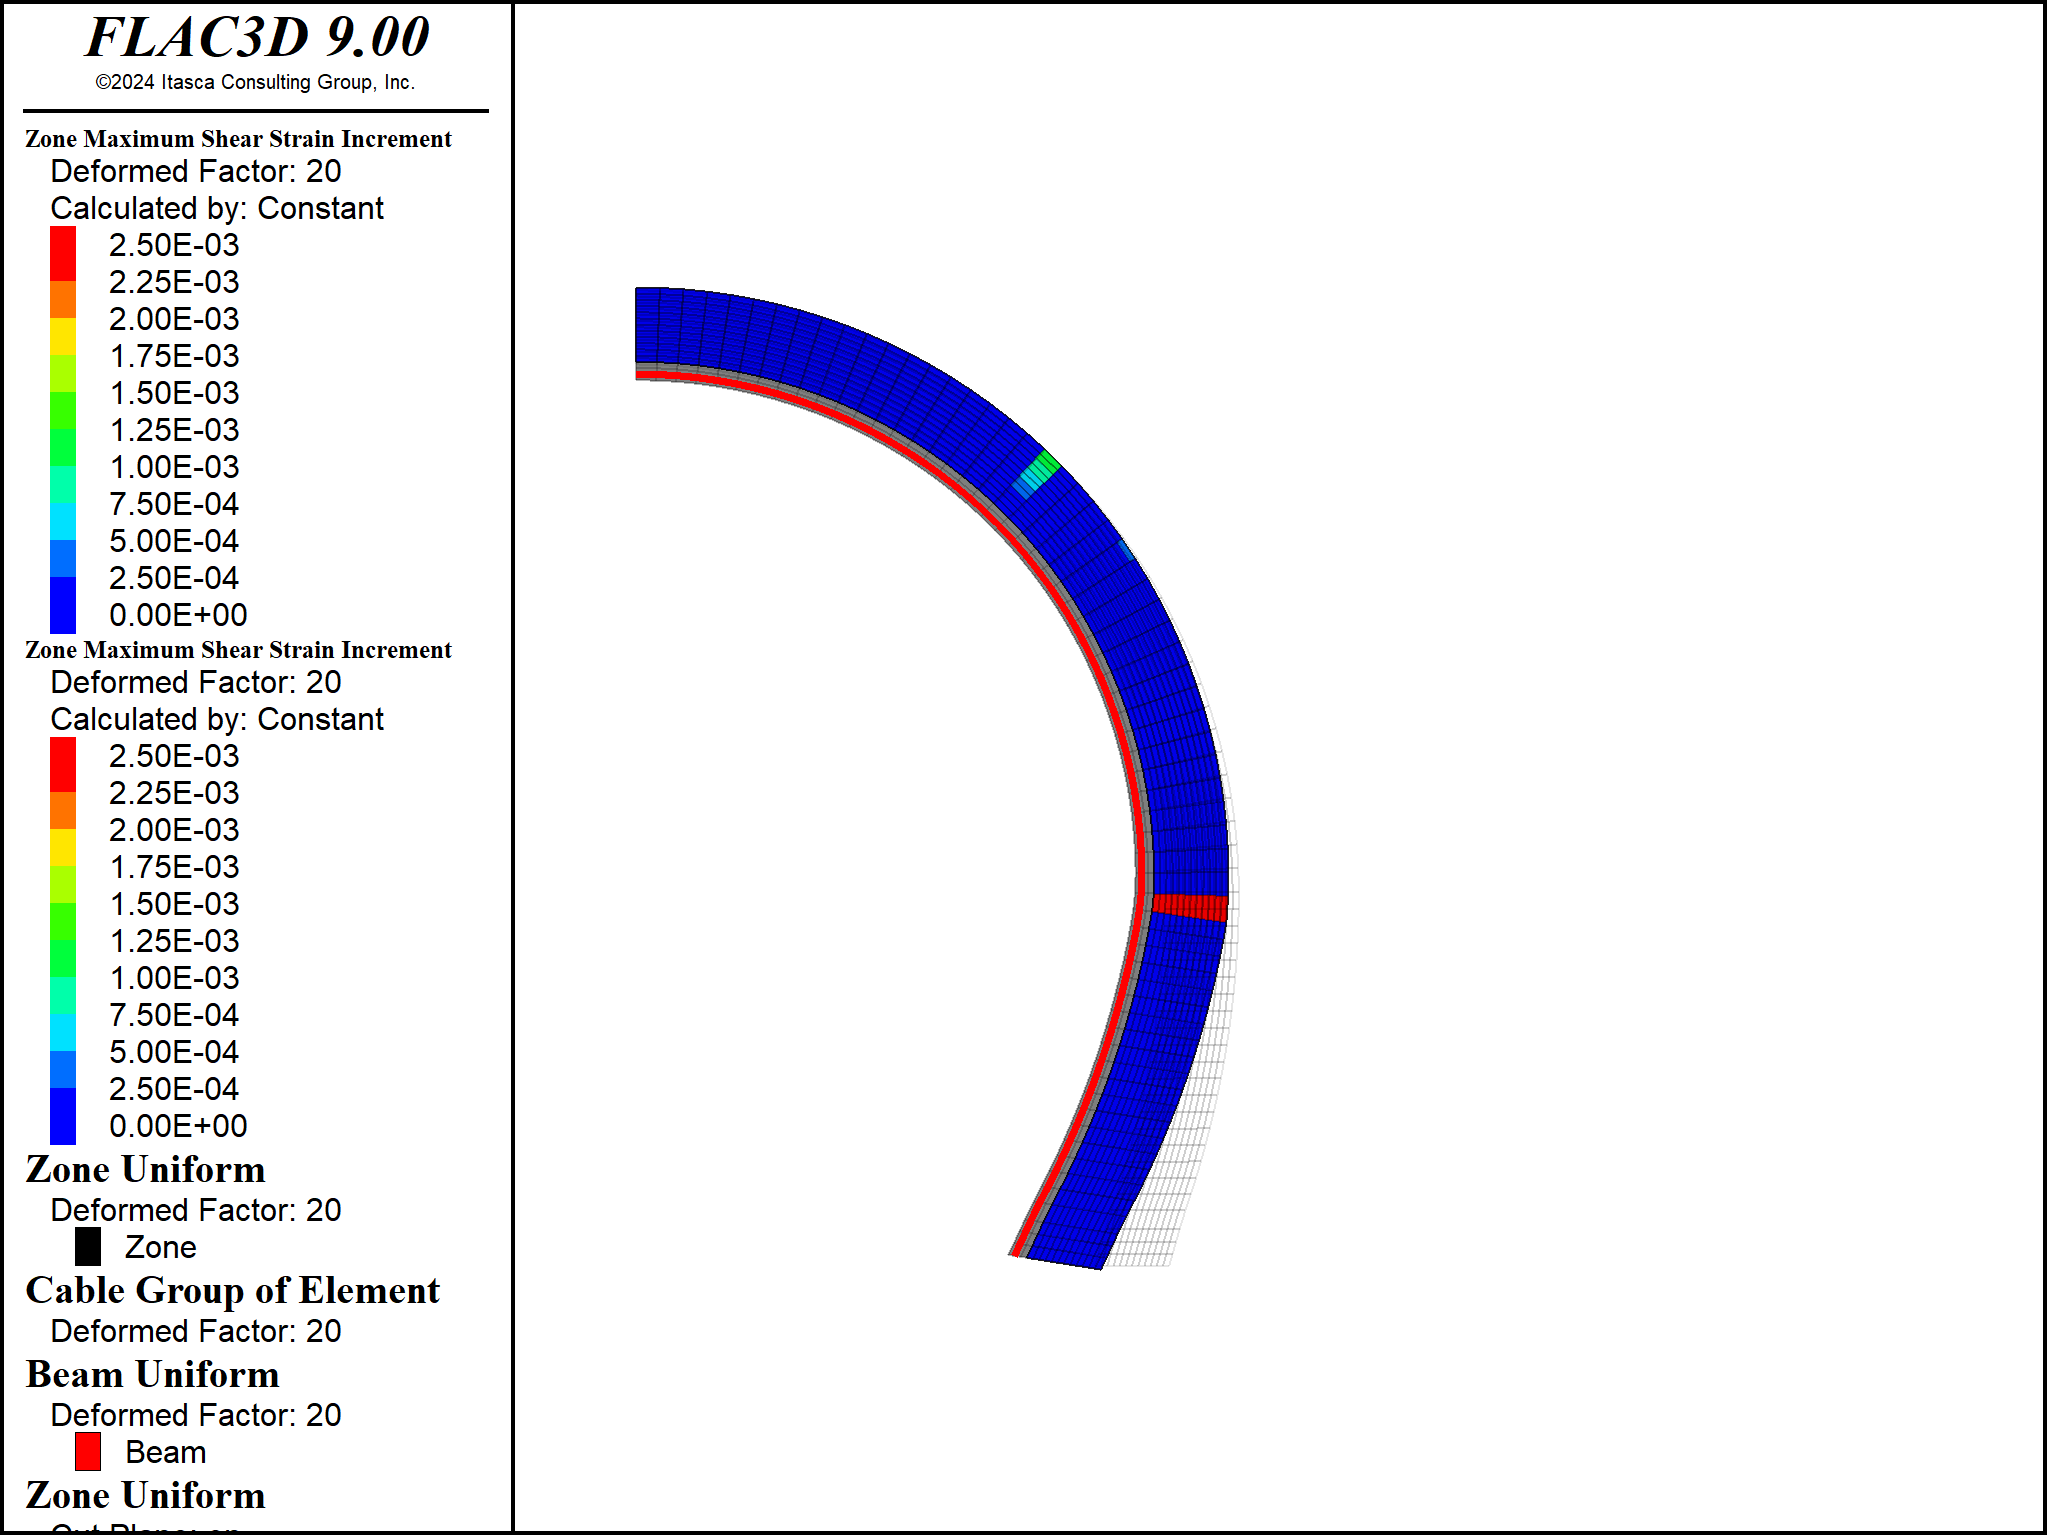 FLAC3D 9.00
©2024 Itasca Consulting Group, Inc.
Zone Maximum Shear Strain Increment
Deformed Factor: 20
Calculated by: Constant
2.50E-03
2.25E-03
2.00E-03
1.75E-03
1.50E-03
1.25E-03
1.00E-03
7.50E-04
5.00E-04
2.50E-04
0.00E+00
Zone Maximum Shear Strain Increment
Deformed Factor: 20
Calculated by: Constant
2.50E-03
2.25E-03
2.00E-03
1.75E-03
1.50E-03
1.25E-03
1.00E-03
7.50E-04
5.00E-04
2.50E-04
0.00E+00
Zone Uniform
Deformed Factor: 20
Zone
Cable Group of Element
Deformed Factor: 20
Beam Uniform
Deformed Factor: 20
Beam
Zone Uniform